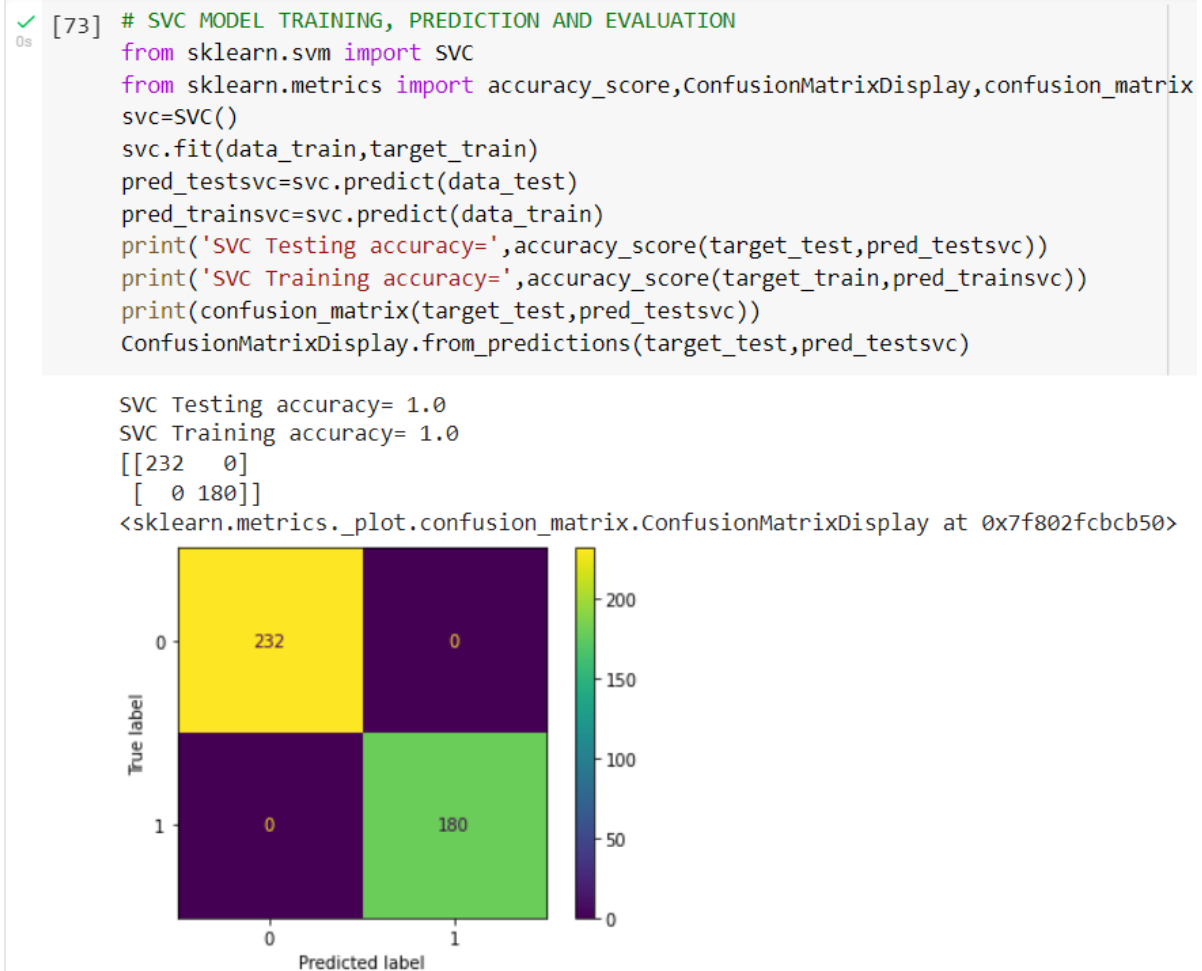 [73] # SVC MODEL TRAINING, PREDICTION AND EVALUATION
0s
from sklearn.svm import SVC
from sklearn.metrics import accuracy_score,ConfusionMatrixDisplay,confusion_matrix
svc=SVC()
svc.fit(data_train,target_train)
pred_testsvc=svc.predict(data_test)
pred_trainsvc=svc.predict(data_train)
print('SVC Testing accuracy=',accuracy_score(target_test,pred_testsvc))
print('SVC Training accuracy=',accuracy_score(target_train,pred_trainsvc))
print(confusion_matrix(target_test,pred_testsvc))
ConfusionMatrixDisplay.from_predictions(target_test,pred_testsvc)
SVC Testing accuracy= 1.0
SVC Training accuracy= 1.0
[[232   0]
 [  0 180]]
<sklearn.metrics._plot.confusion_matrix.ConfusionMatrixDisplay at 0x7f802fcbcb50>
200
0 232 0
150
True label
100
1 0 180
50
0
0 1
Predicted label